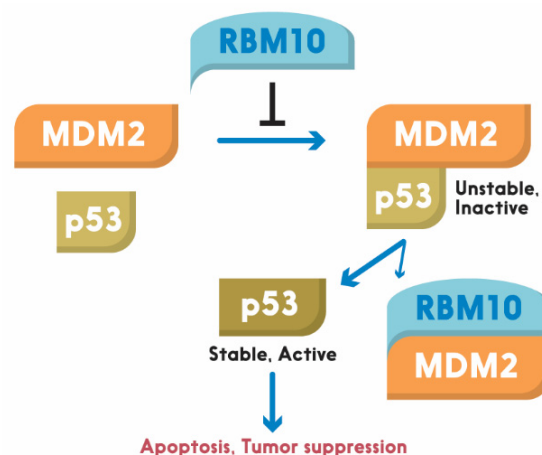 RBM10
MDM2
MDM2
p53
p53
Unstable,
Inactive
p53
Stable, Active
RBM10
MDM2
Apoptosis, Tumor suppression